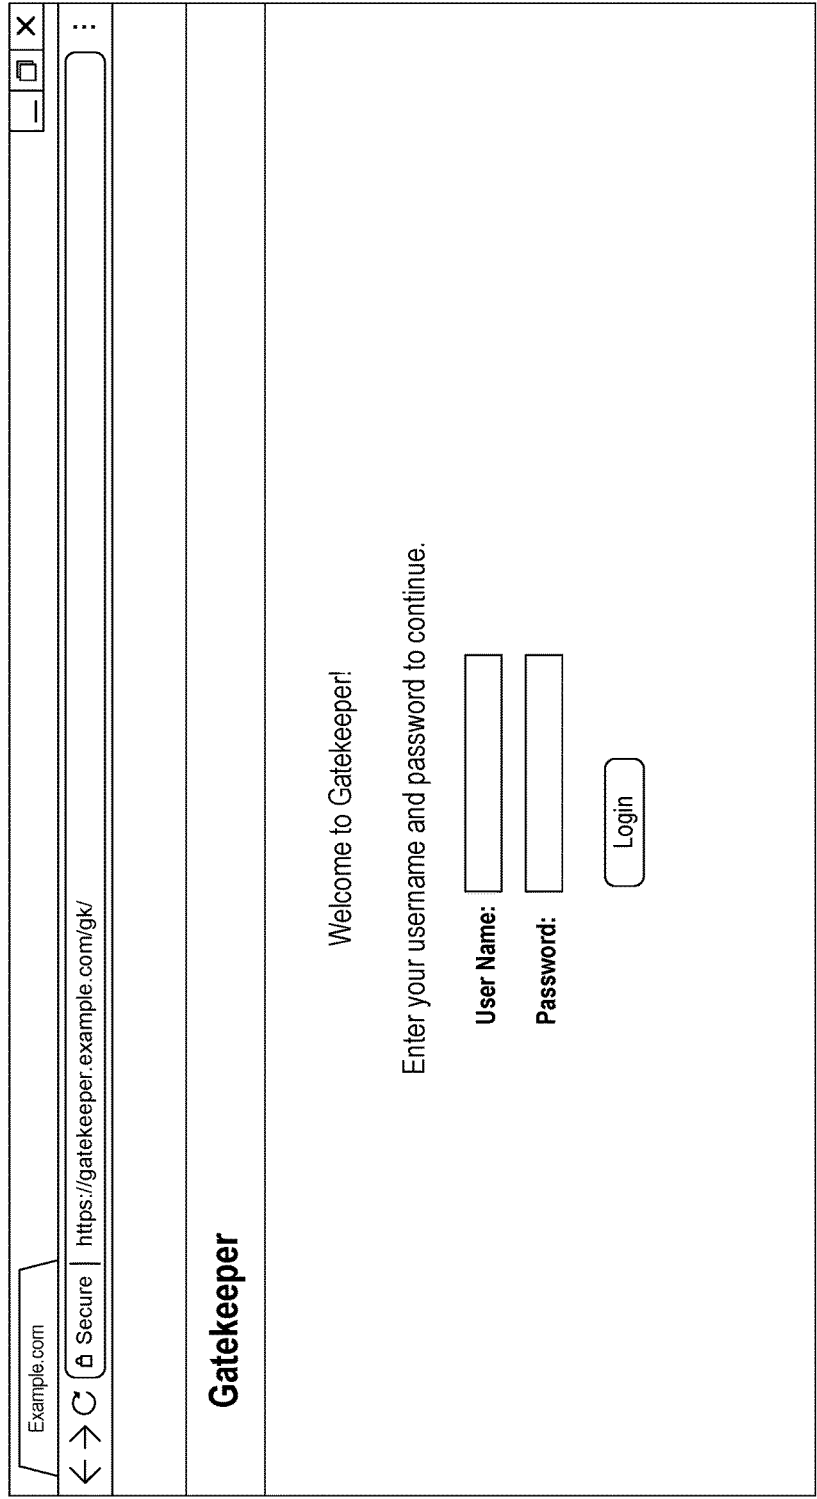 Example.com
Secure | https://gatekeeper.example.com/gk/
Gatekeeper
Welcome to Gatekeeper!
Enter your username and password to continue.
User Name:
Password:
Login